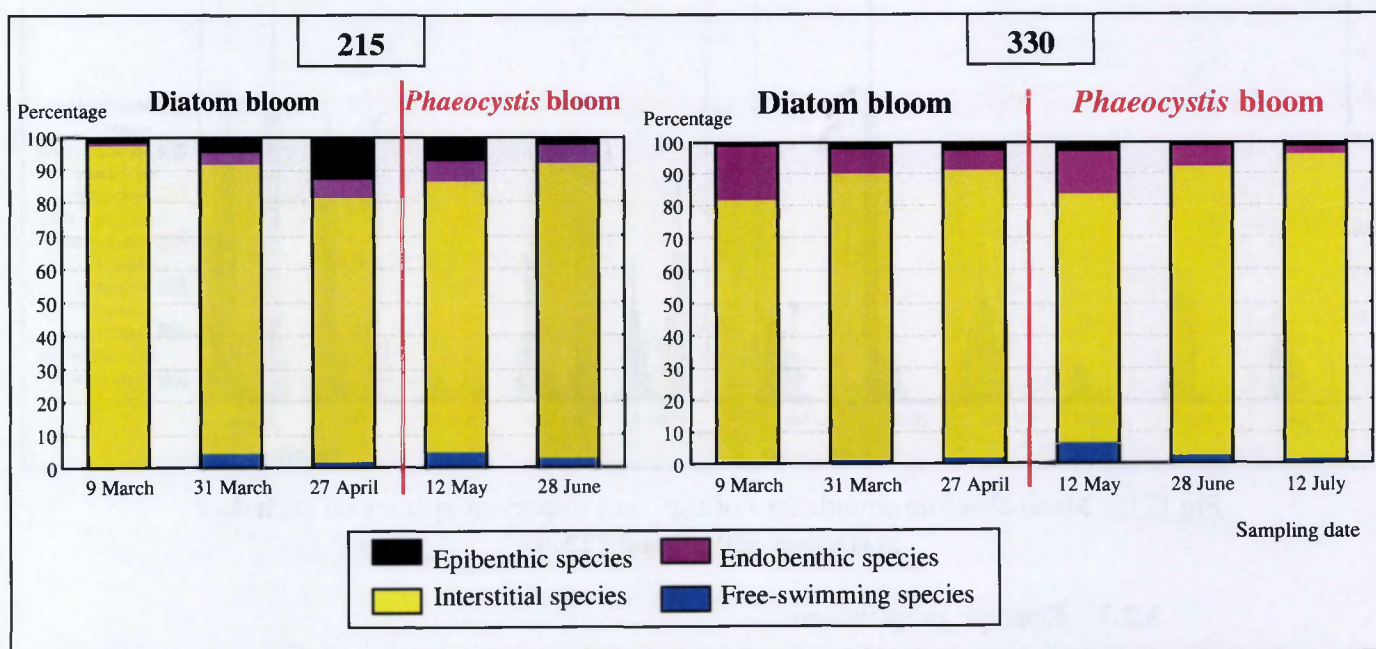 215
330
Percentage
Diatom bloom
Phaeocystis bloom
100
90
80
70
60
50
40
30
20
10
0
9 March
31 March
27 April
12 May
28 June
Percentage
Diatom bloom
Phaeocystis bloom
100
90
80
70
60
50
40
30
20
10
0
9 March
31 March
27 April
12 May
28 June
12 July
Sampling date
Epibenthic species
Endobenthic species
Interstitial species
Free-swimming species